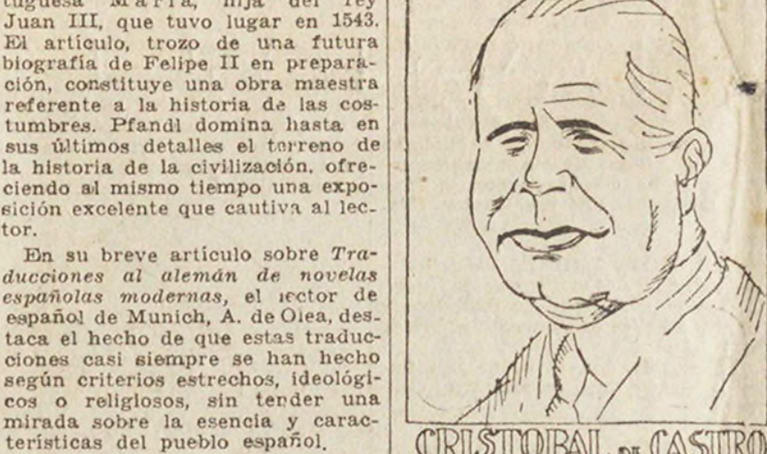 tuguesa María, hija del rey
Juan III, que tuvo lugar en 1543.
El artículo, trozo de una futura
biografía de Felipe II en prepara-
ción, constituye una obra maestra
referente a la historia de las cos-
tumbres. Pfandl domina hasta en
sus últimos detalles el terreno de
la historia de la civilización, ofre-
ciendo al mismo tiempo una expo-
sición excelente que cautiva al lec-
tor.
En su breve artículo sobre Tra-
ducciones al alemán de novelas
españolas modernas, el lector de
español de Munich, A. de Olea, des-
taca el hecho de que estas traduc-
ciones casi siempre se han hecho
según criterios estrechos, ideológi-
cos o religiosos, sin tender una
mirada sobre la esencia y carac-
terísticas del pueblo español.
CRISTOBAL DE CASTRO